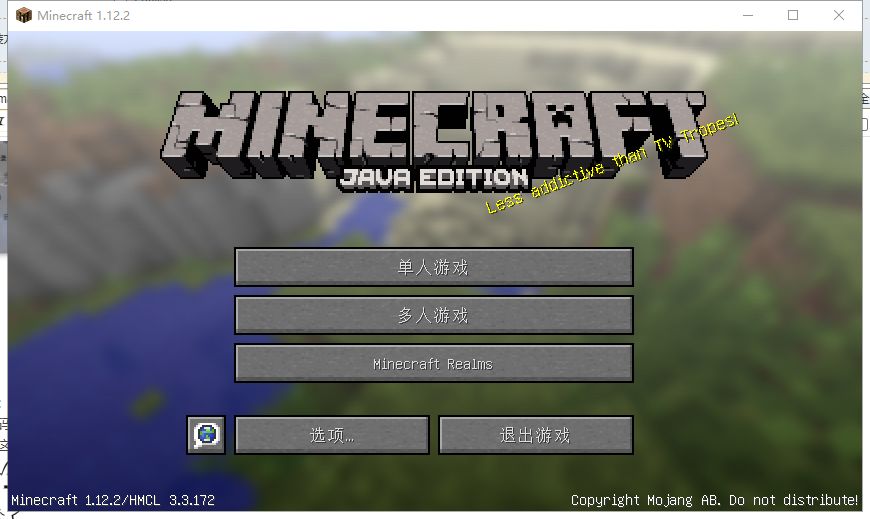 Minecraft 1.12.2
MINECRAFT
JAVA EDITION
Less addictive than TV Tropes!
单人游戏
多人游戏
Minecraft Realms
选项...
退出游戏
Minecraft 1.12.2/HMCL 3.3.172
Copyright Mojang AB. Do not distribute!